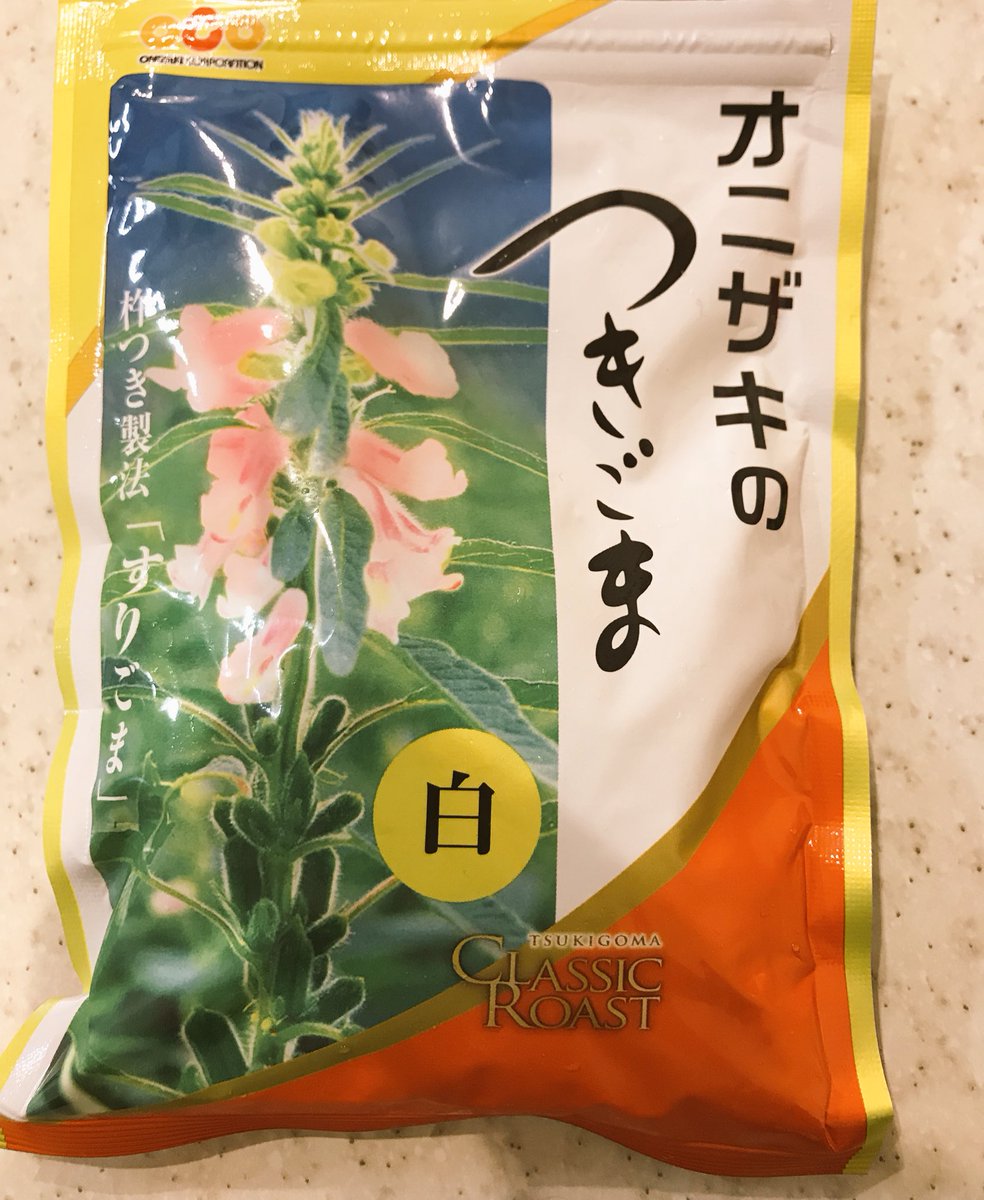 ONIZAKI CORPORATION
オニザキの
つきごま
杵つき製法「すりごま」
白
TSUKIGOMA
CLASSIC
ROAST